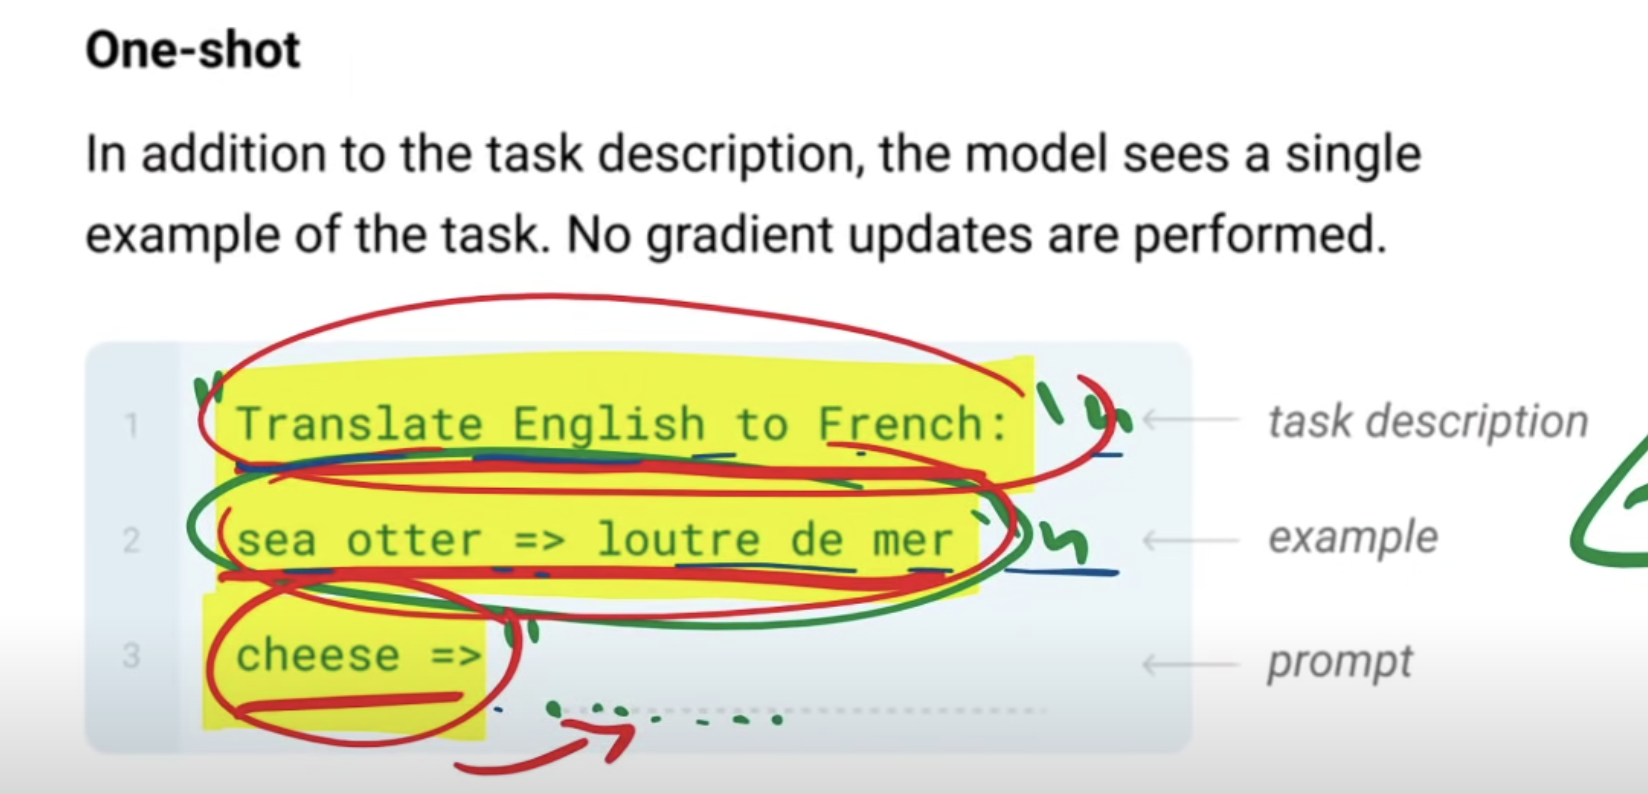 One-shot
In addition to the task description, the model sees a single
example of the task. No gradient updates are performed.
1 Translate English to French: task description
2 sea otter => loutre de mer example
3 cheese => prompt